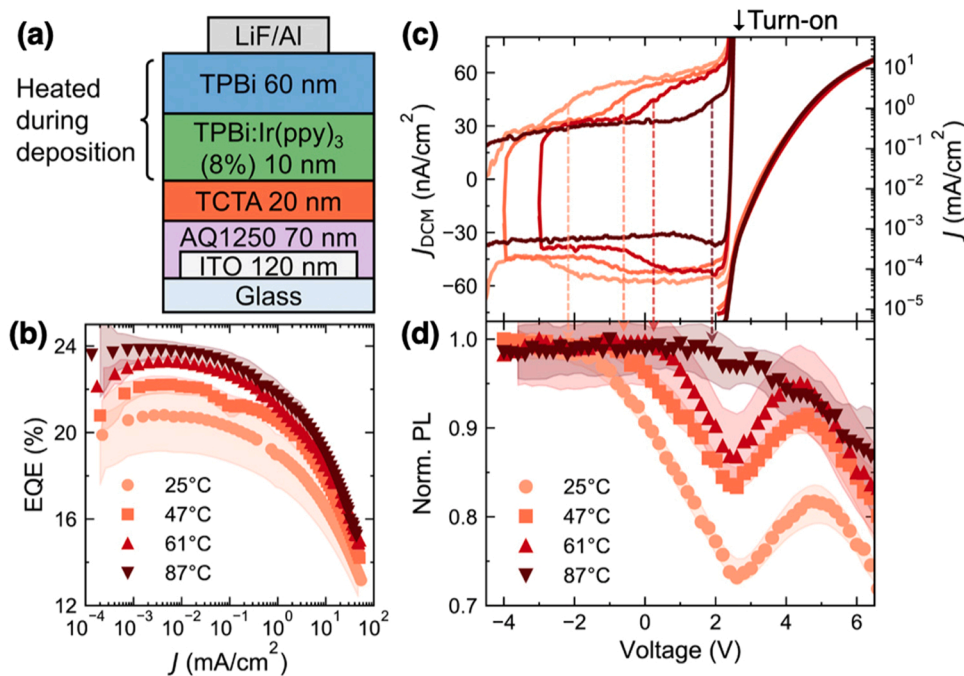 (a)
LiF/Al
Heated
during
deposition
TPBi 60 nm
TPBi:Ir(ppy)₃
(8%) 10 nm
TCTA 20 nm
AQ1250 70 nm
ITO 120 nm
Glass
(b)
24
20
16
12
EQE (%)
25°C
47°C
61°C
87°C
10⁻⁴ 10⁻³ 10⁻² 10⁻¹ 10⁰ 10¹ 10²
J (mA/cm²)
(c)
↓Turn-on
60
30
0
−30
−60
J_DCM (nA/cm²)
10¹
10⁰
10⁻¹
10⁻²
10⁻³
10⁻⁴
10⁻⁵
J (mA/cm²)
(d)
1.0
0.9
0.8
0.7
Norm. PL
25°C
47°C
61°C
87°C
−4 −2 0 2 4 6
Voltage (V)